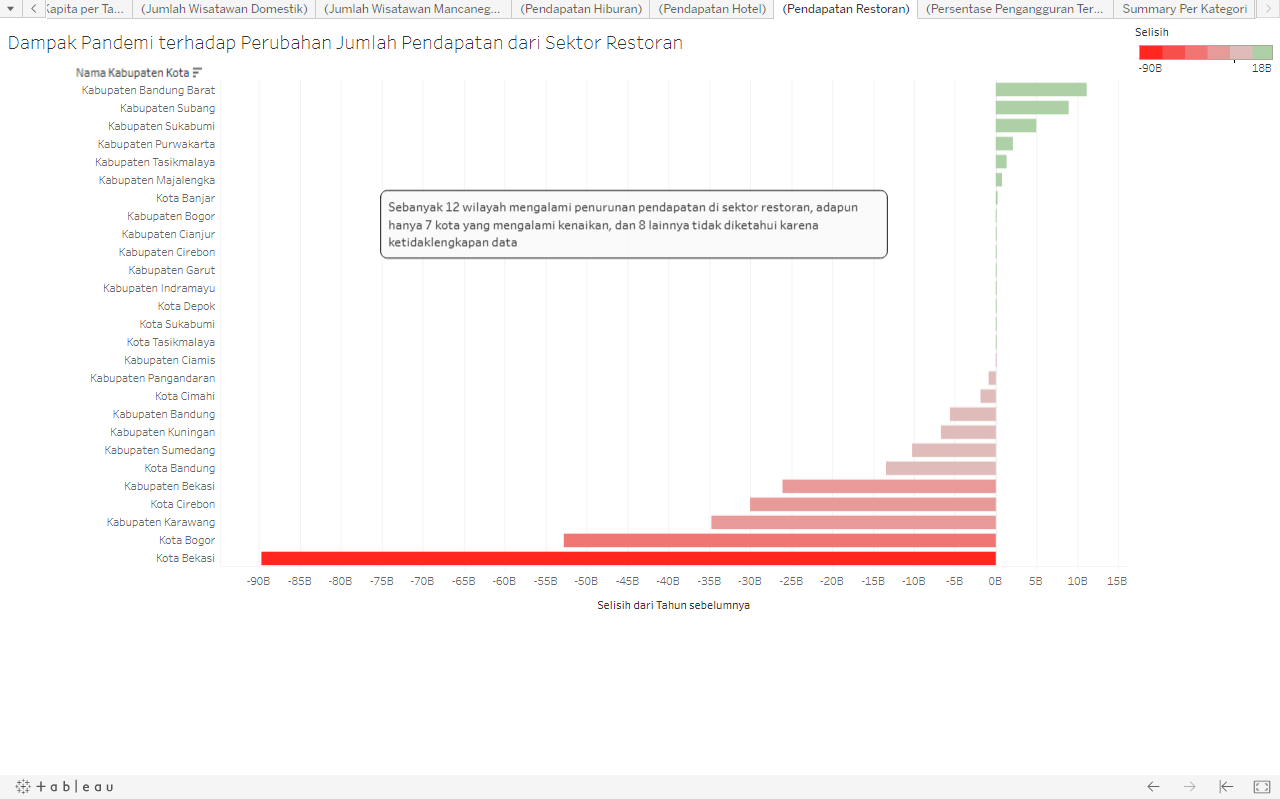 Kapita per Ta...
(Jumlah Wisatawan Domestik)
(Jumlah Wisatawan Mancaneg...
(Pendapatan Hiburan)
(Pendapatan Hotel)
(Pendapatan Restoran)
(Persentase Pengangguran Ter...
Summary Per Kategori
Dampak Pandemi terhadap Perubahan Jumlah Pendapatan dari Sektor Restoran
Selisih
-90B 18B
Nama Kabupaten Kota
Kabupaten Bandung Barat
Kabupaten Subang
Kabupaten Sukabumi
Kabupaten Purwakarta
Kabupaten Tasikmalaya
Kabupaten Majalengka
Kota Banjar
Kabupaten Bogor
Kabupaten Cianjur
Kabupaten Cirebon
Kabupaten Garut
Kabupaten Indramayu
Kota Depok
Kota Sukabumi
Kota Tasikmalaya
Kabupaten Ciamis
Kabupaten Pangandaran
Kota Cimahi
Kabupaten Bandung
Kabupaten Kuningan
Kabupaten Sumedang
Kota Bandung
Kabupaten Bekasi
Kota Cirebon
Kabupaten Karawang
Kota Bogor
Kota Bekasi
Sebanyak 12 wilayah mengalami penurunan pendapatan di sektor restoran, adapun
hanya 7 kota yang mengalami kenaikan, dan 8 lainnya tidak diketahui karena
ketidaklengkapan data
-90B -85B -80B -75B -70B -65B -60B -55B -50B -45B -40B -35B -30B -25B -20B -15B -10B -5B 0B 5B 10B 15B
Selisih dari Tahun sebelumnya
+ableau